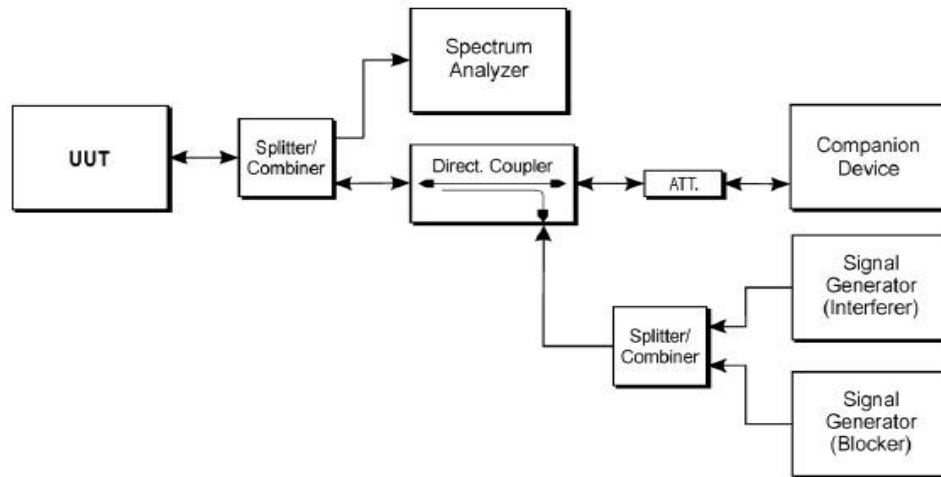 Spectrum
Analyzer
UUT
Splitter/
Combiner
Direct. Coupler
ATT.
Companion
Device
Signal
Generator
(Interferer)
Splitter/
Combiner
Signal
Generator
(Blocker)